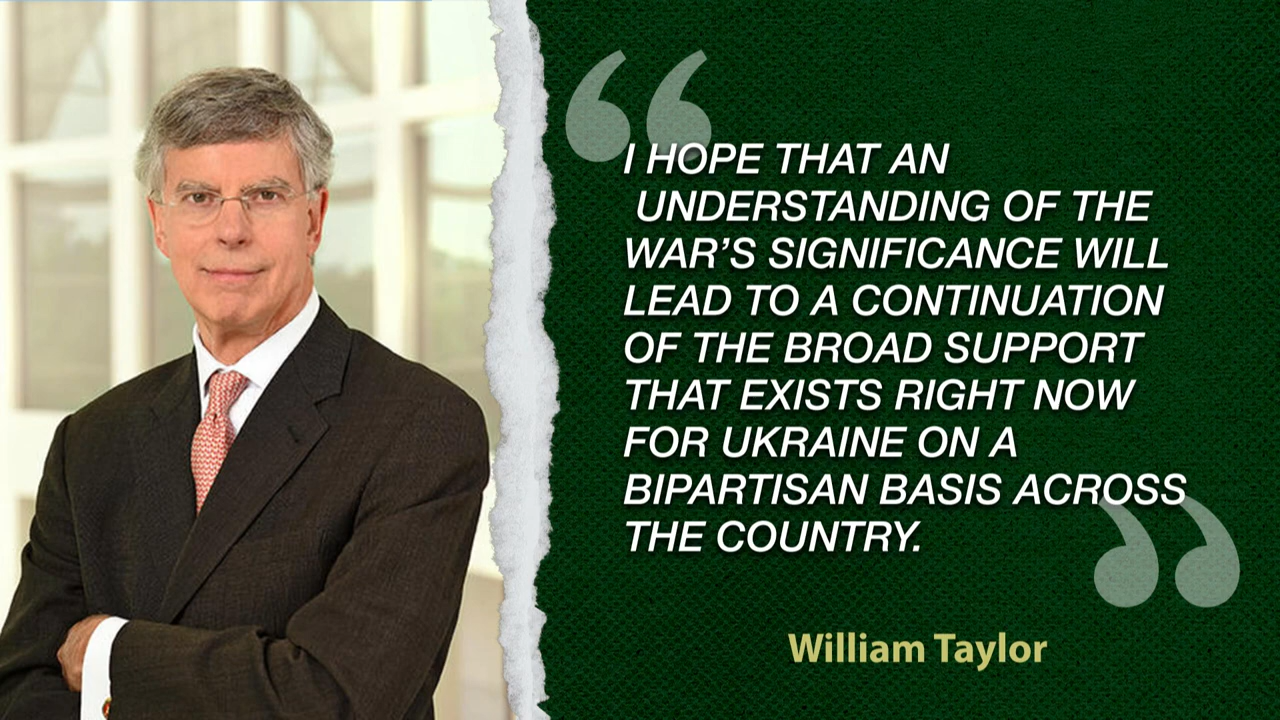 “
I HOPE THAT AN
UNDERSTANDING OF THE
WAR’S SIGNIFICANCE WILL
LEAD TO A CONTINUATION
OF THE BROAD SUPPORT
THAT EXISTS RIGHT NOW
FOR UKRAINE ON A
BIPARTISAN BASIS ACROSS
THE COUNTRY.
”
William Taylor